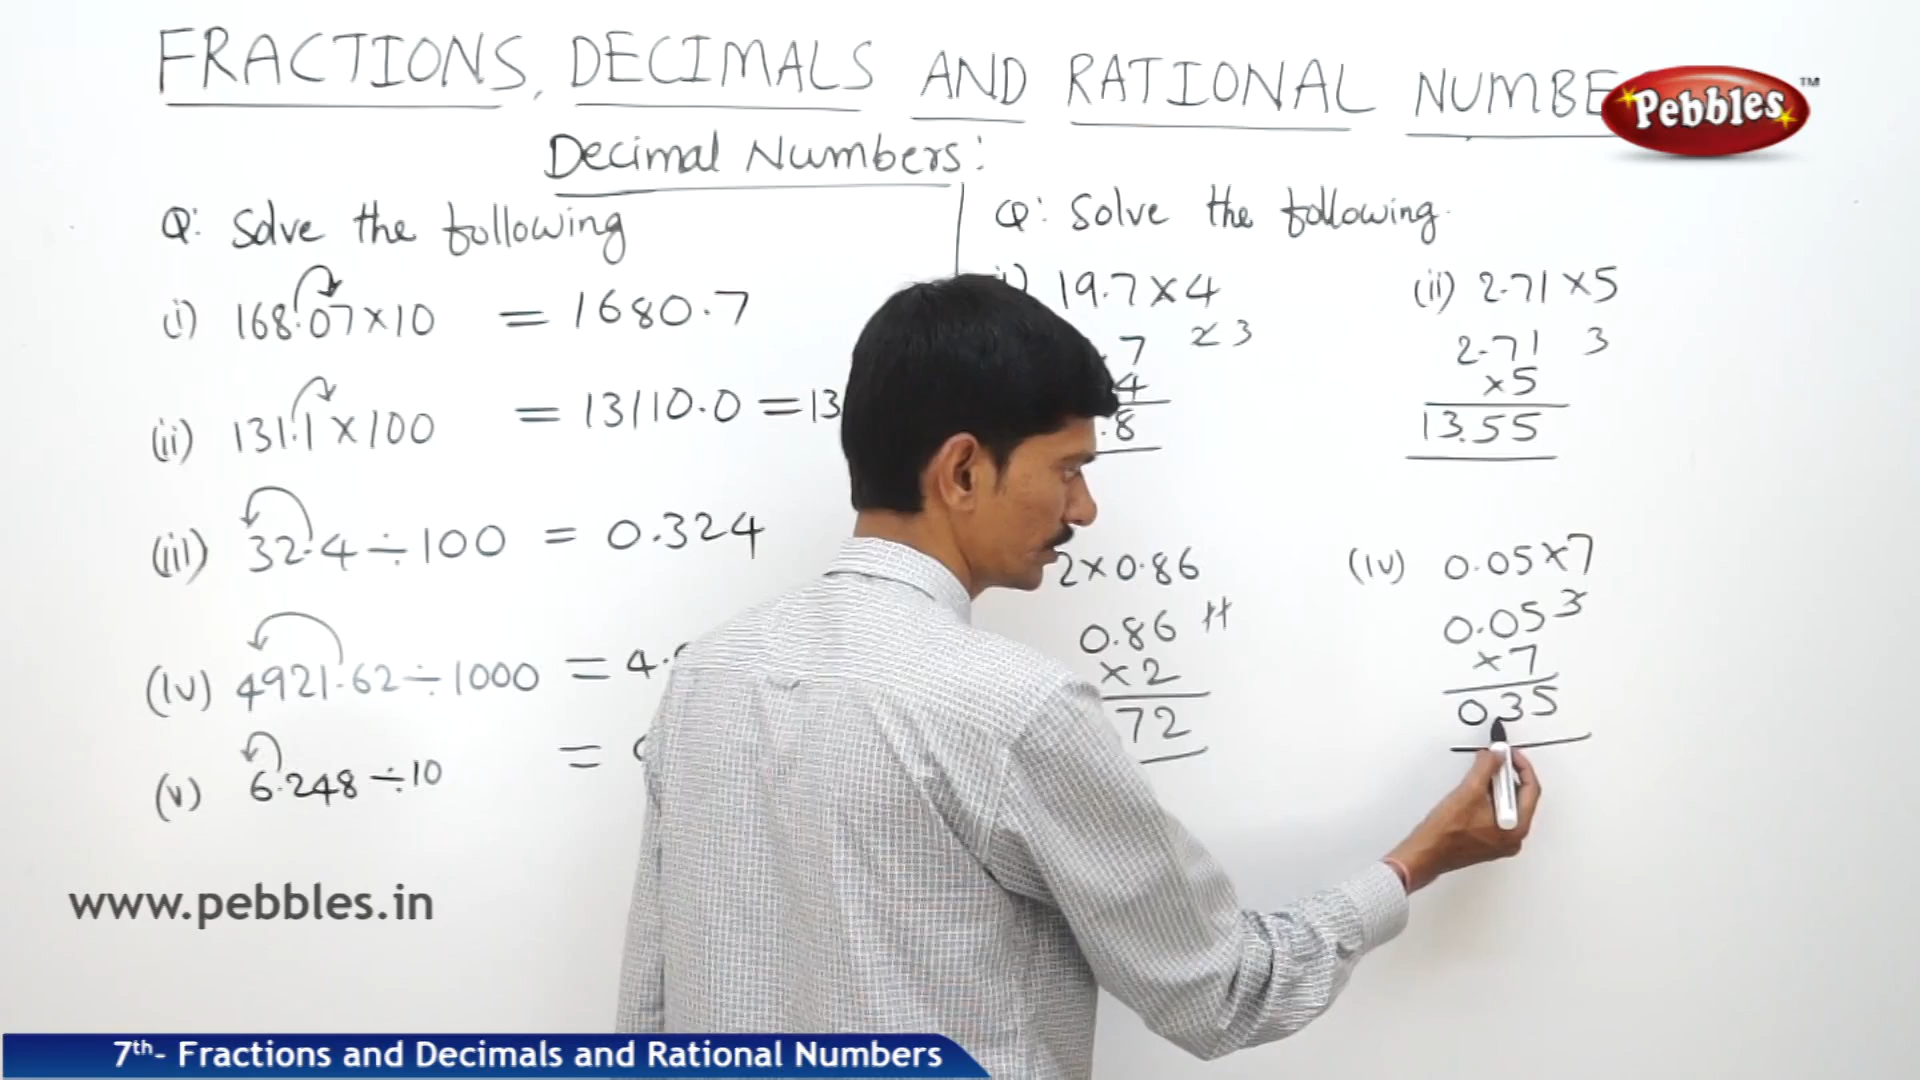 FRACTIONS, DECIMALS AND RATIONAL NUMBE
Pebbles™
Decimal Numbers:
Q: Solve the following
(i) 168.07×10 = 1680.7
(ii) 131.1×100 = 13110.0 = 13
(iii) 32.4÷100 = 0.324
(iv) 4921.62÷1000 = 4.
(v) 6.248÷10 =
Q: Solve the following.
19.7×4
.7
4
.8
(ii) 2.71×5
2.71 3
×5
13.55
2×0.86
0.86
×2
72
(iv) 0.05×7
0.05 3
×7
0.35
www.pebbles.in
7th- Fractions and Decimals and Rational Numbers